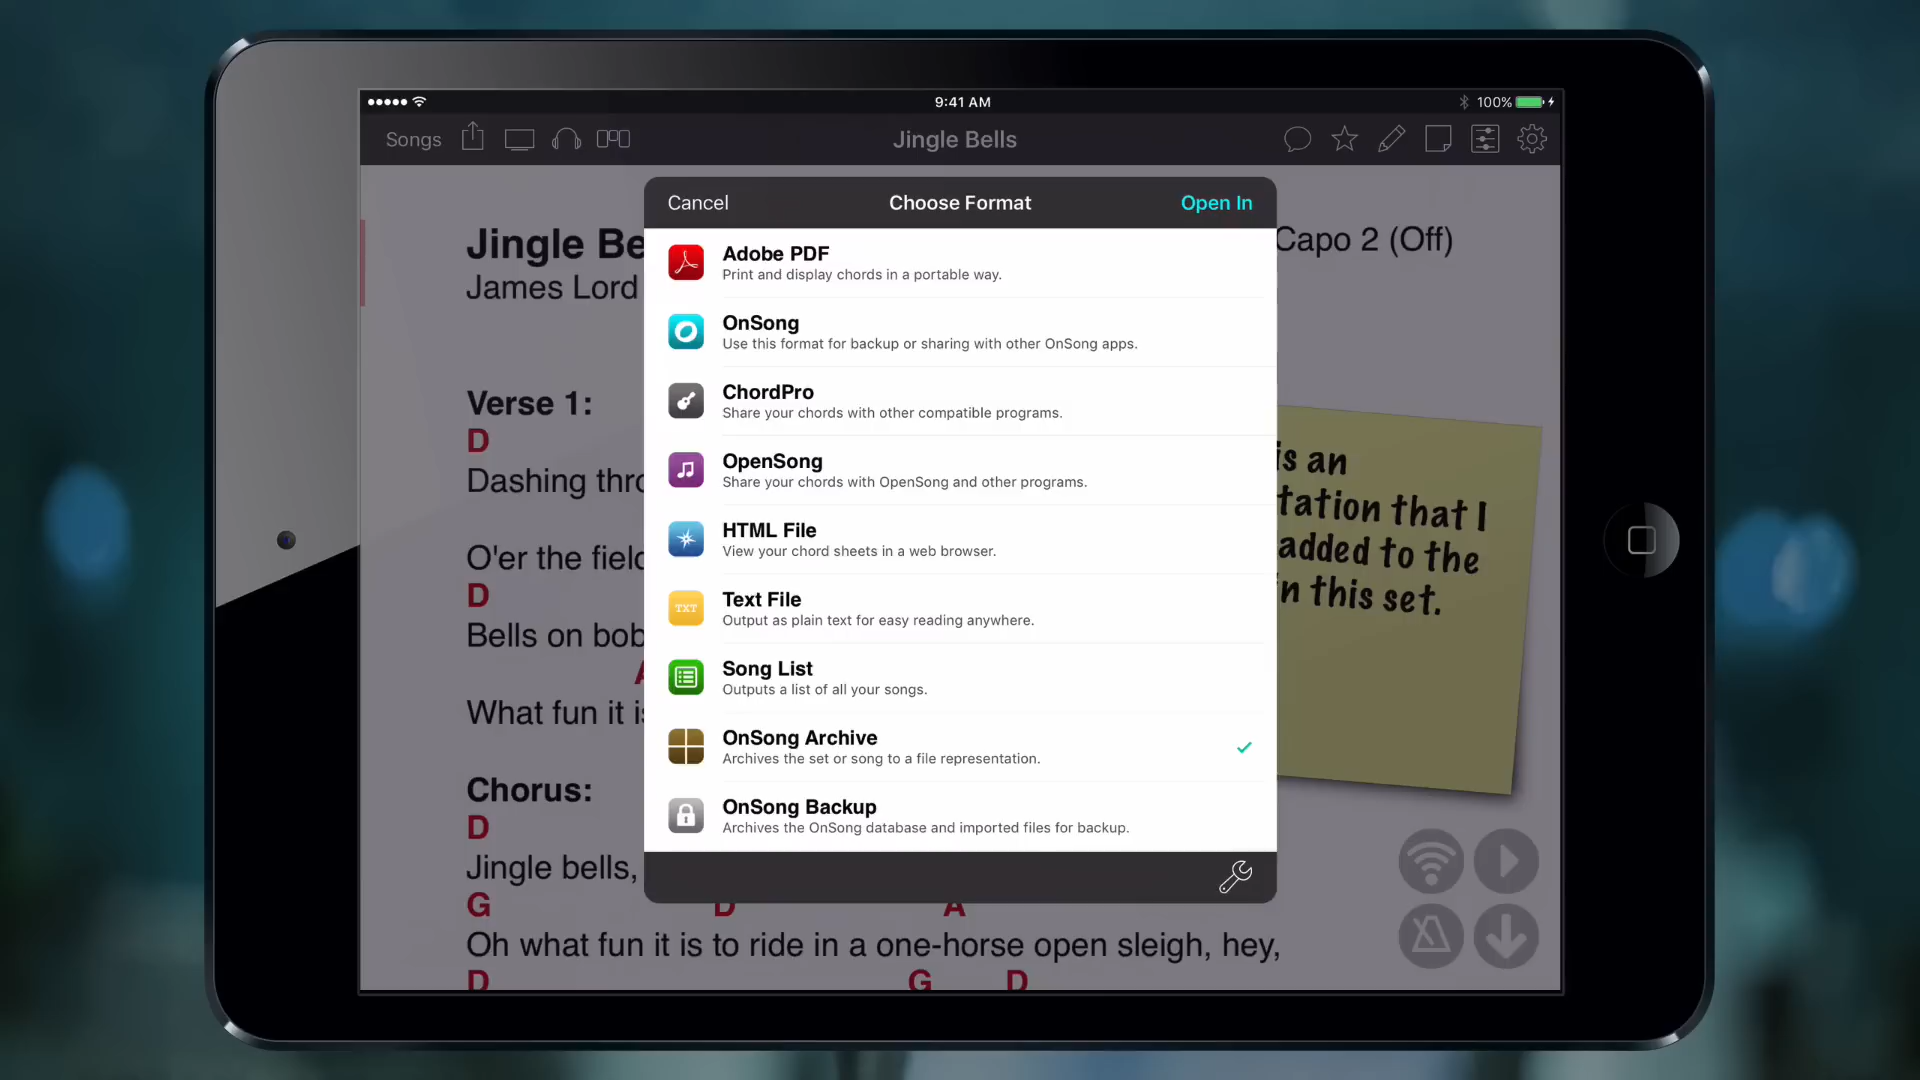 9:41 AM
100%
Songs
Jingle Bells
Cancel
Choose Format
Open In
Adobe PDF
Print and display chords in a portable way.
OnSong
Use this format for backup or sharing with other OnSong apps.
ChordPro
Share your chords with other compatible programs.
OpenSong
Share your chords with OpenSong and other programs.
HTML File
View your chord sheets in a web browser.
TXT
Text File
Output as plain text for easy reading anywhere.
Song List
Outputs a list of all your songs.
OnSong Archive
Archives the set or song to a file representation.
OnSong Backup
Archives the OnSong database and imported files for backup.
Jingle Be
James Lord
Capo 2 (Off)
Verse 1:
D
Dashing thro
O'er the field
D
Bells on bob
A
What fun it is
Chorus:
D
Jingle bells,
G D A
Oh what fun it is to ride in a one-horse open sleigh, hey,
D G D
is an
tation that I
added to the
n this set.